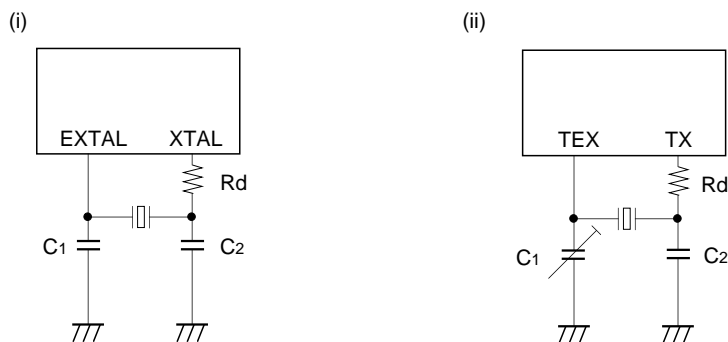 (i)
EXTAL XTAL
Rd
C1 C2
(ii)
TEX TX
Rd
C1 C2